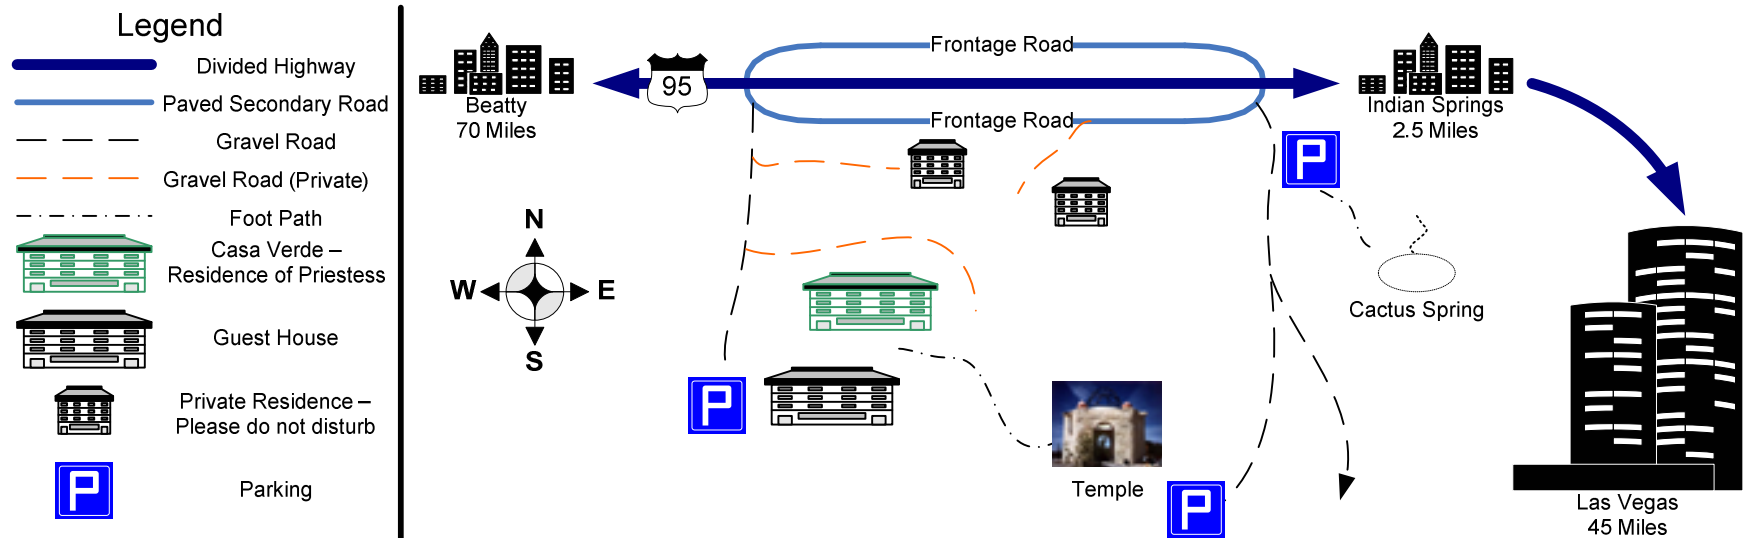 Legend
Divided Highway
Paved Secondary Road
Gravel Road
Gravel Road (Private)
Foot Path
Casa Verde –
Residence of Priestess
Guest House
Private Residence –
Please do not disturb
P
Parking
Beatty
70 Miles
95
Frontage Road
Frontage Road
Indian Springs
2.5 Miles
P
N
W
E
S
Cactus Spring
P
Temple
P
Las Vegas
45 Miles